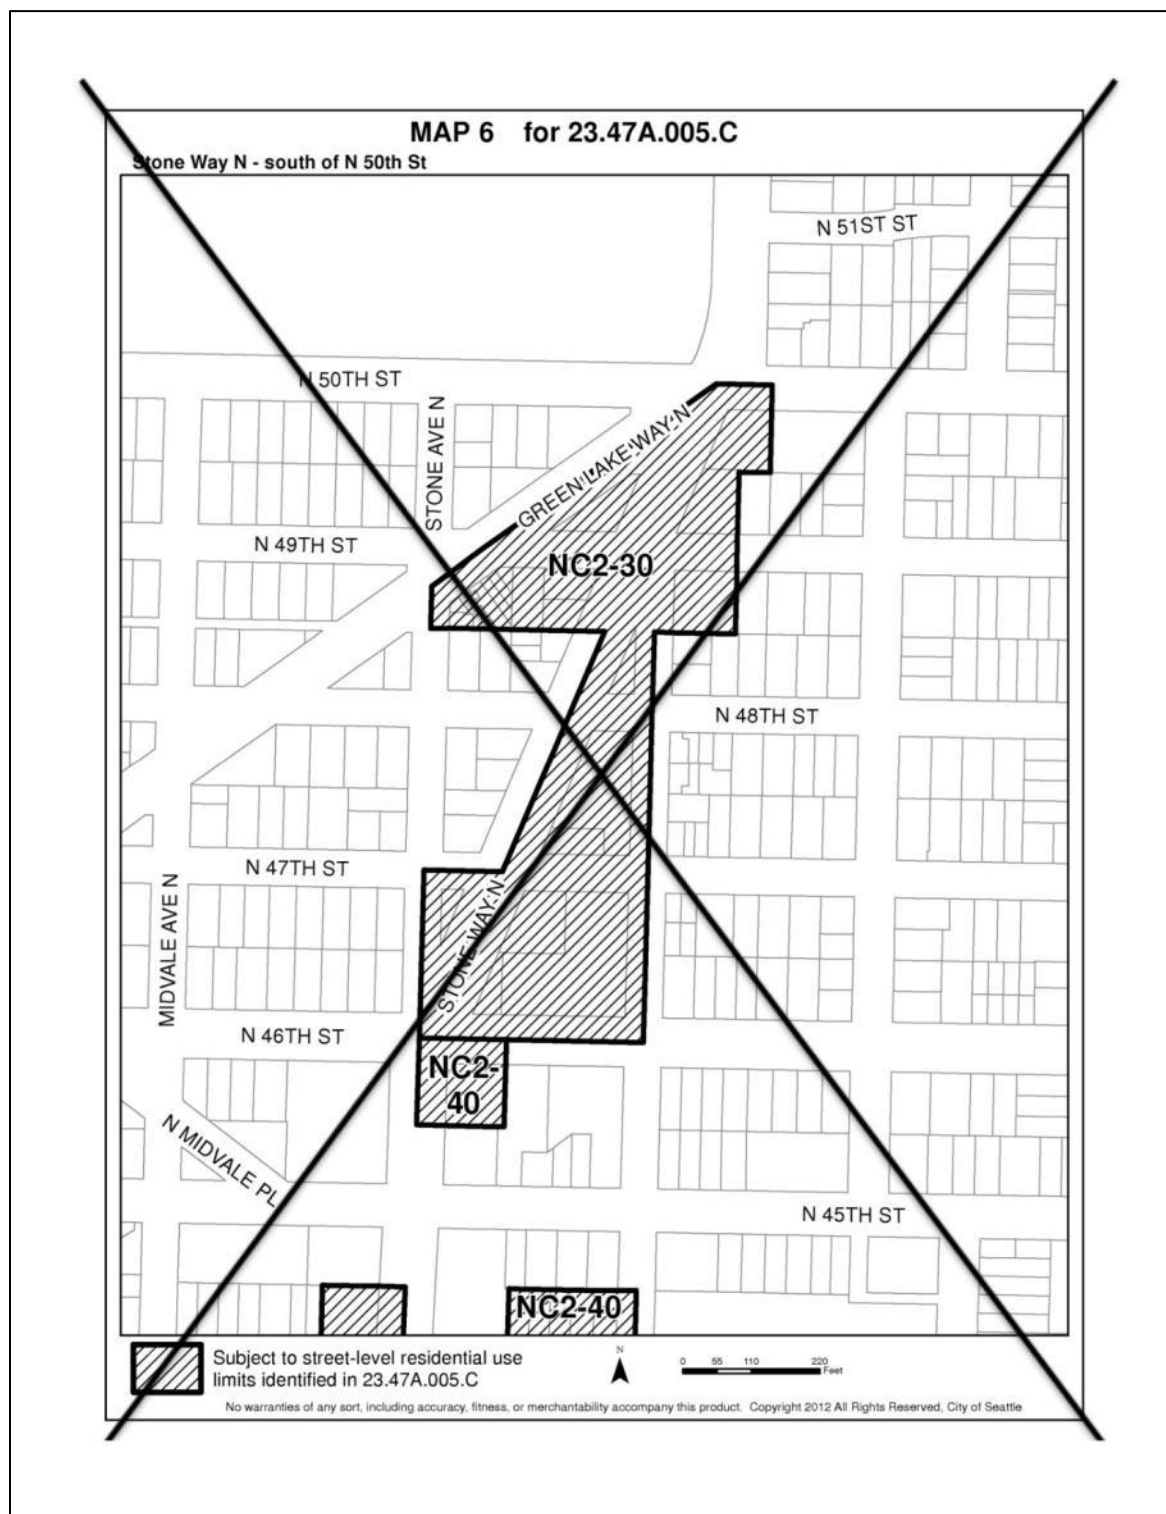 MAP 6 for 23.47A.005.C
Stone Way N - south of N 50th St
N 51ST ST
N 50TH ST
STONE AVE N
GREEN LAKE WAY N
N 49TH ST
NC2-30
N 48TH ST
N 47TH ST
MIDVALE AVE N
STONE WAY N
N 46TH ST
NC2-
40
N MIDVALE PL
N 45TH ST
NC2-40
Subject to street-level residential use
limits identified in 23.47A.005.C
N
0 55 110 220
Feet
No warranties of any sort, including accuracy, fitness, or merchantability accompany this product. Copyright 2012 All Rights Reserved, City of Seattle